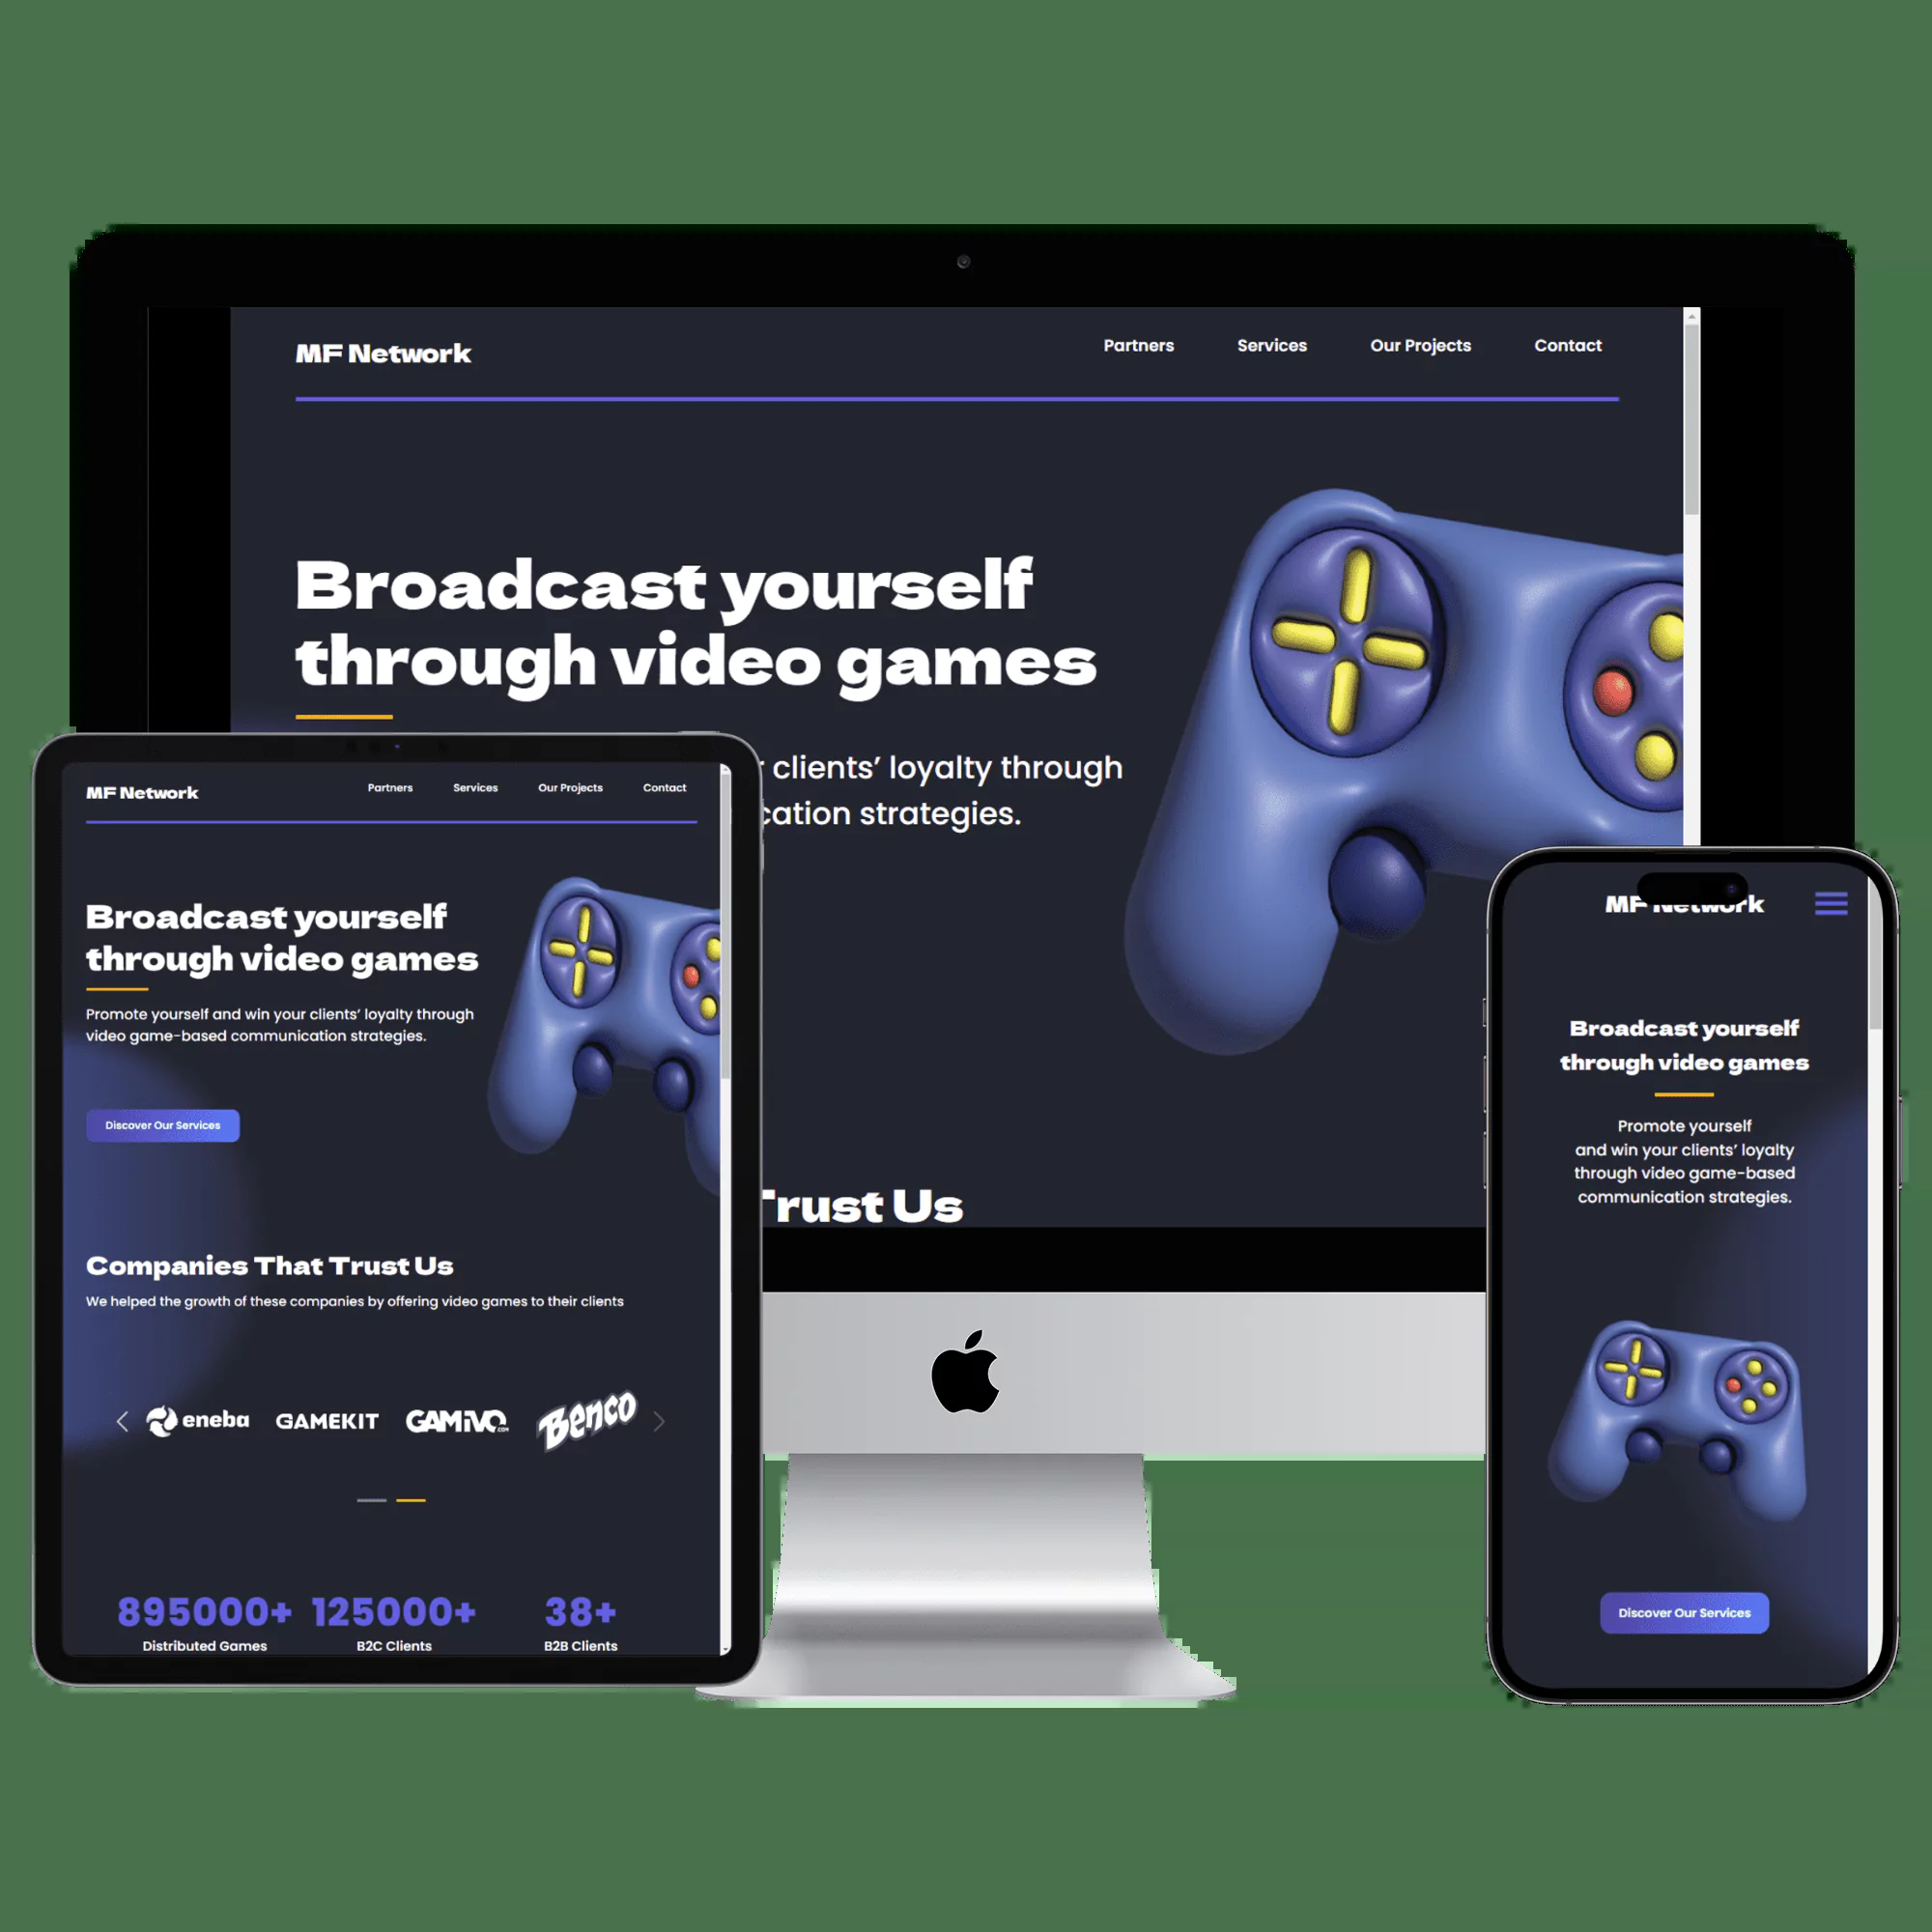 MF Network
Partners Services Our Projects Contact
Broadcast yourself
through video games
clients’ loyalty through
cation strategies.
Trust Us
MF Network
Partners Services Our Projects Contact
Broadcast yourself
through video games
Promote yourself and win your clients’ loyalty through
video game-based communication strategies.
Discover Our Services
Companies That Trust Us
We helped the growth of these companies by offering video games to their clients
eneba GAMEKIT GAMIVO.COM Benco
895000+ 125000+ 38+
Distributed Games B2C Clients B2B Clients
MF Network
Broadcast yourself
through video games
Promote yourself
and win your clients’ loyalty
through video game-based
communication strategies.
Discover Our Services